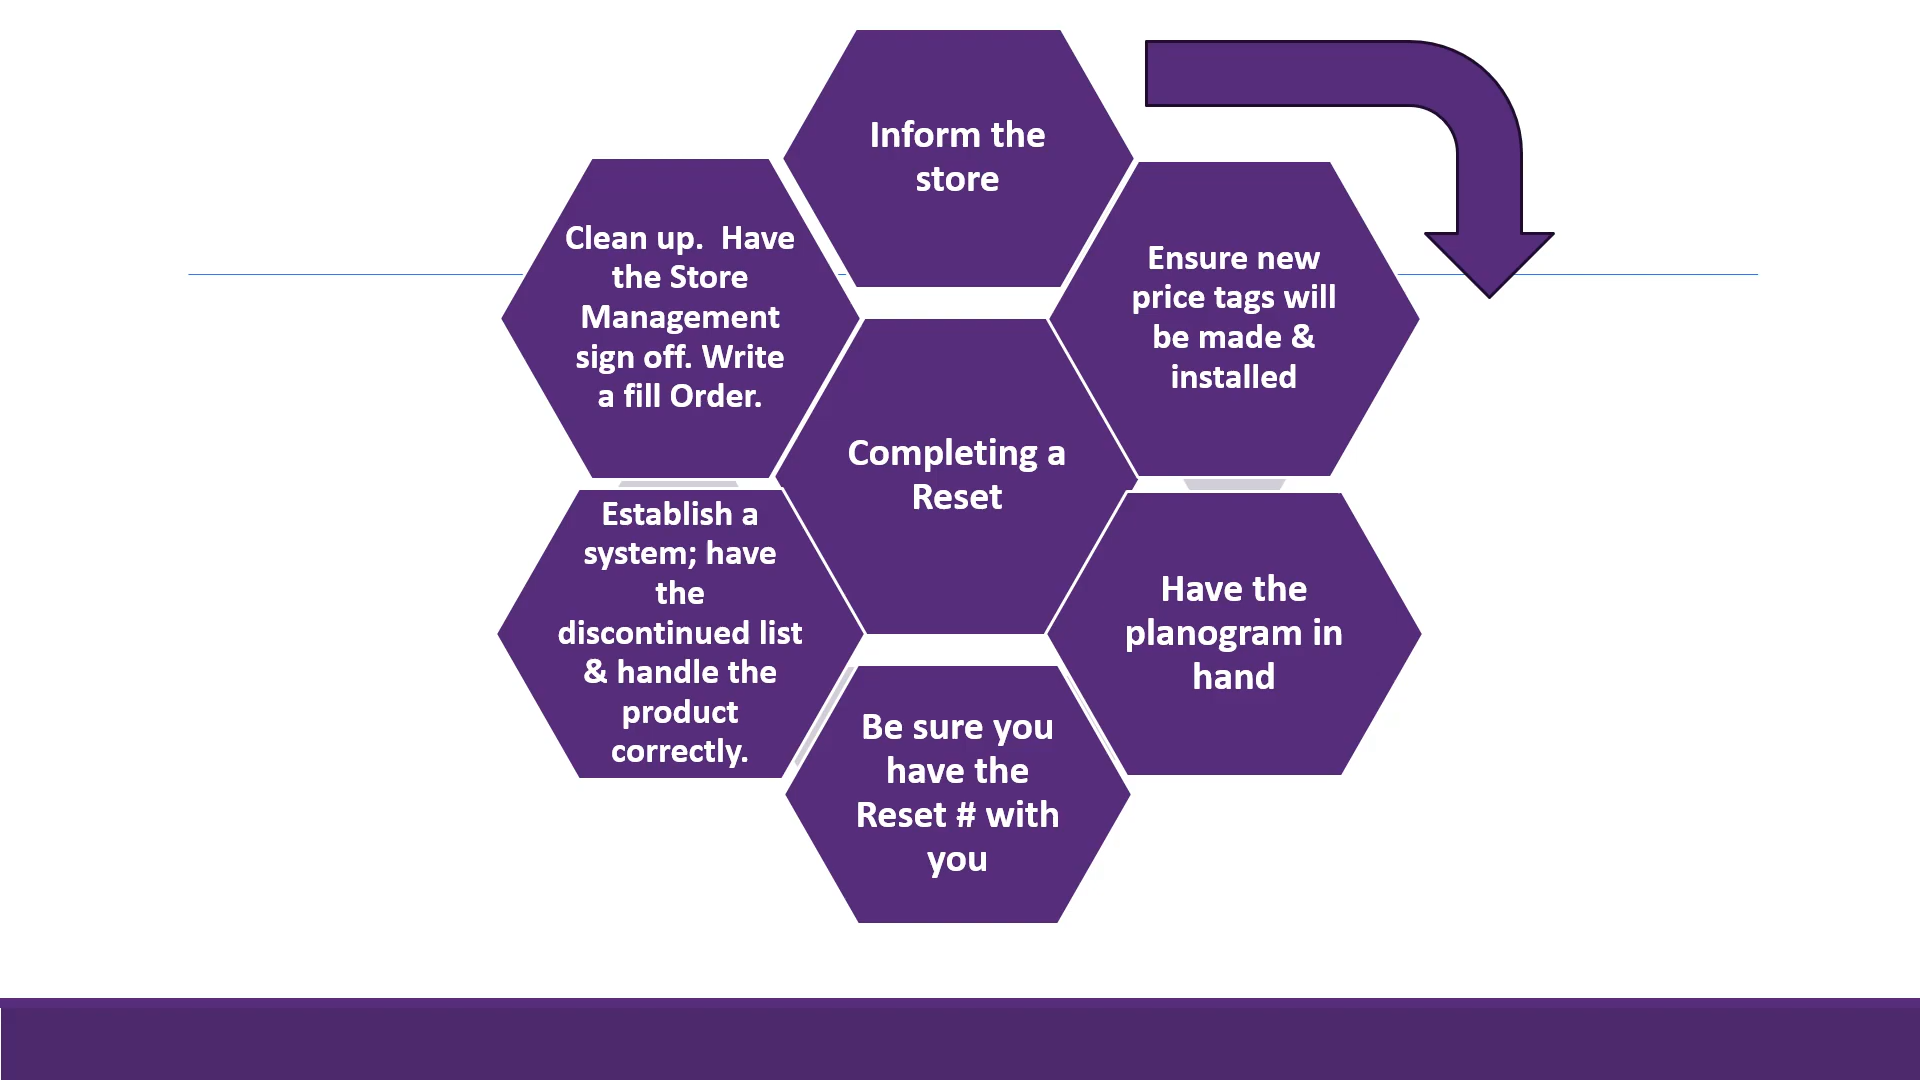 Inform the
store
Ensure new
price tags will
be made &
installed
Have the
planogram in
hand
Be sure you
have the
Reset # with
you
Establish a
system; have
the
discontinued list
& handle the
product
correctly.
Clean up.  Have
the Store
Management
sign off. Write
a fill Order.
Completing a
Reset